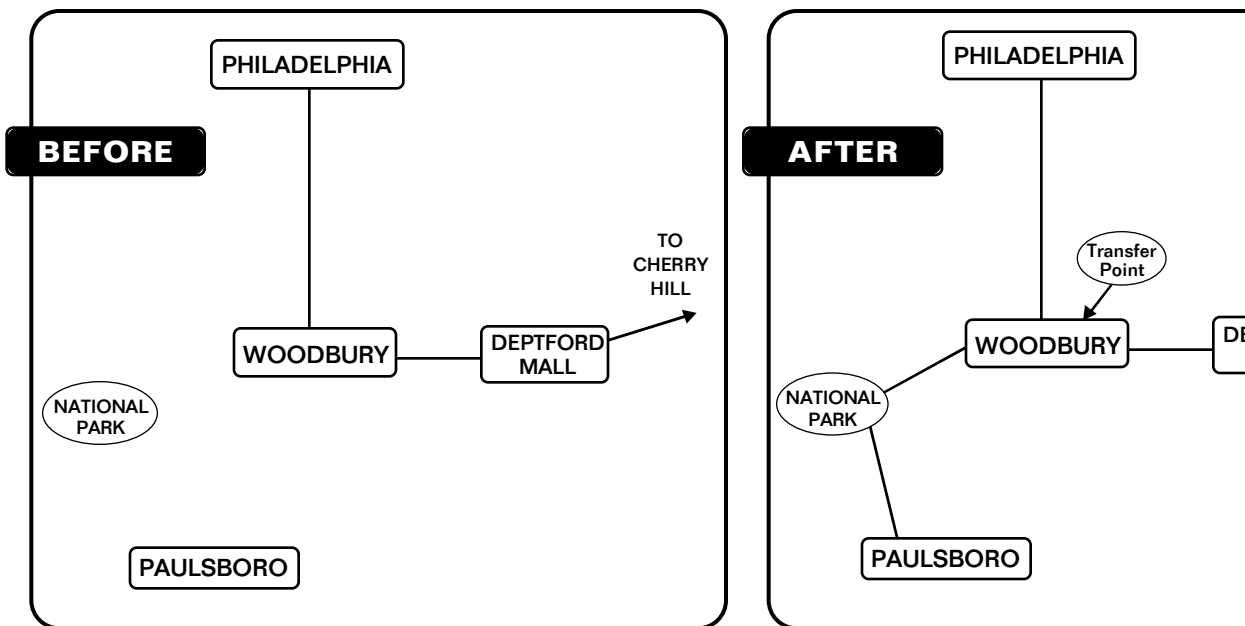 PHILADELPHIA
BEFORE
TO
CHERRY
HILL
WOODBURY
DEPTFORD
MALL
NATIONAL
PARK
PAULSBORO
PHILADELPHIA
AFTER
Transfer
Point
WOODBURY
DE
NATIONAL
PARK
PAULSBORO